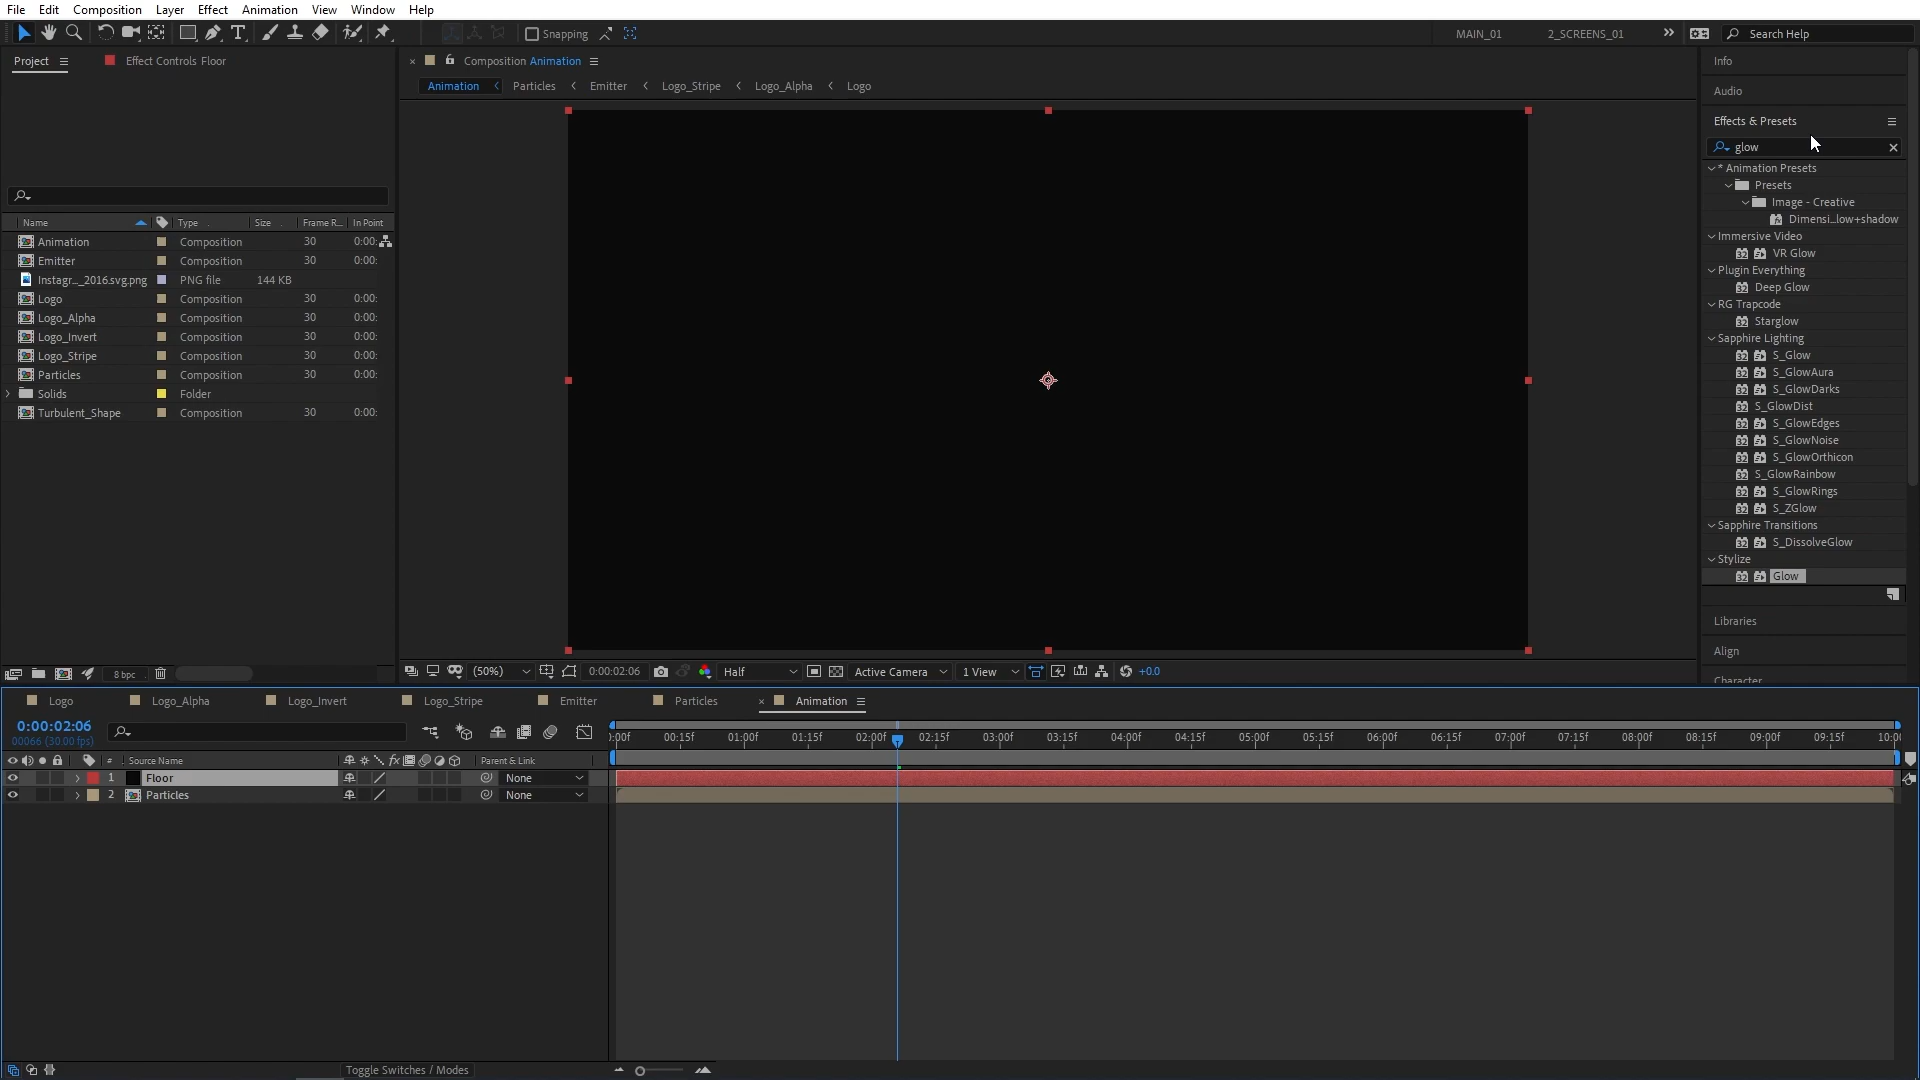 File Edit Composition Layer Effect Animation View Window Help
Snapping MAIN_01 2_SCREENS_01 Search Help
Project Effect Controls Floor
Name Type Size Frame R... In Point
Animation Composition 30 0:00:
Emitter Composition 30 0:00:
Instagr..._2016.svg.png PNG file 144 KB
Logo Composition 30 0:00:
Logo_Alpha Composition 30 0:00:
Logo_Invert Composition 30 0:00:
Logo_Stripe Composition 30 0:00:
Particles Composition 30 0:00:
Solids Folder
Turbulent_Shape Composition 30 0:00:
8 bpc
Composition Animation
Animation Particles Emitter Logo_Stripe Logo_Alpha Logo
(50%) 0:00:02:06 Half Active Camera 1 View +0.0
Info
Audio
Effects & Presets
glow
* Animation Presets
Presets
Image - Creative
Dimensi...low+shadow
Immersive Video
VR Glow
Plugin Everything
Deep Glow
RG Trapcode
Starglow
Sapphire Lighting
S_Glow
S_GlowAura
S_GlowDarks
S_GlowDist
S_GlowEdges
S_GlowNoise
S_GlowOrthicon
S_GlowRainbow
S_GlowRings
S_ZGlow
Sapphire Transitions
S_DissolveGlow
Stylize
Glow
Libraries
Align
Character
Logo Logo_Alpha Logo_Invert Logo_Stripe Emitter Particles Animation
0:00:02:06
00066 (30.00 fps)
# Source Name Parent & Link
1 Floor None
2 Particles None
):00f 00:15f 01:00f 01:15f 02:00f 02:15f 03:00f 03:15f 04:00f 04:15f 05:00f 05:15f 06:00f 06:15f 07:00f 07:15f 08:00f 08:15f 09:00f 09:15f 10:00
Toggle Switches / Modes